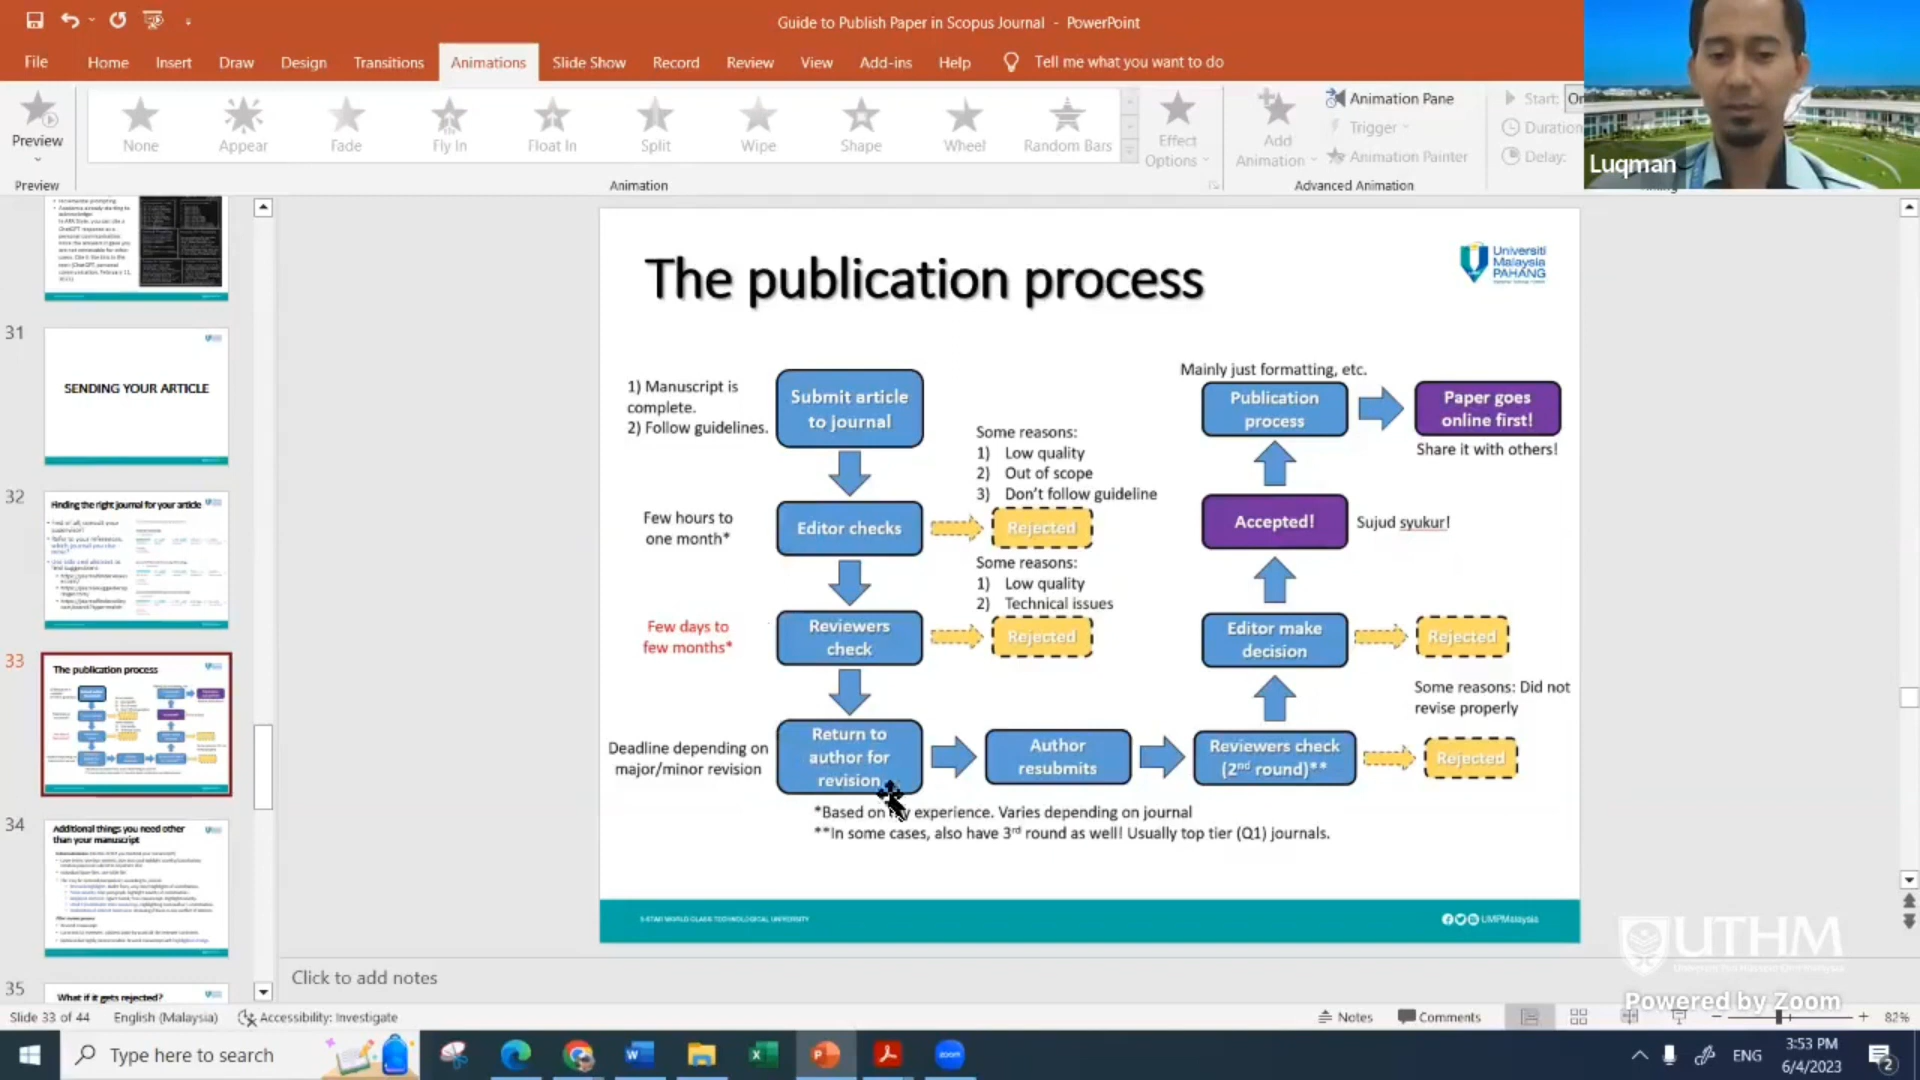 Guide to Publish Paper in Scopus Journal - PowerPoint
File Home Insert Draw Design Transitions Animations Slide Show Record Review View Add-ins Help Tell me what you want to do
Preview
None Appear Fade Fly In Float In Split Wipe Shape Wheel Random Bars
Effect Options
Add Animation
Animation Pane
Trigger
Animation Painter
Start: On
Duration
Delay:
Preview Animation Advanced Animation
Luqman
31
SENDING YOUR ARTICLE
32
Finding the right journal for your article
33
The publication process
34
Additional things you need other
than your manuscript
35
What if it gets rejected?
The publication process
Universiti
Malaysia
PAHANG
1) Manuscript is
complete.
2) Follow guidelines.
Submit article
to journal
Few hours to
one month*
Editor checks
Some reasons:
1) Low quality
2) Out of scope
3) Don't follow guideline
Rejected
Few days to
few months*
Reviewers
check
Some reasons:
1) Low quality
2) Technical issues
Rejected
Deadline depending on
major/minor revision
Return to
author for
revision
Author
resubmits
Reviewers check
(2nd round)**
Rejected
Some reasons: Did not
revise properly
Editor make
decision
Rejected
Accepted!
Sujud syukur!
Mainly just formatting, etc.
Publication
process
Paper goes
online first!
Share it with others!
*Based on my experience. Varies depending on journal
**In some cases, also have 3rd round as well! Usually top tier (Q1) journals.
5-STAR WORLD CLASS TECHNOLOGICAL UNIVERSITY
UMPMalaysia
UTHM
Powered by Zoom
Click to add notes
Slide 33 of 44 English (Malaysia) Accessibility: Investigate Notes Comments 82%
Type here to search
zoom
ENG
3:53 PM
6/4/2023
2